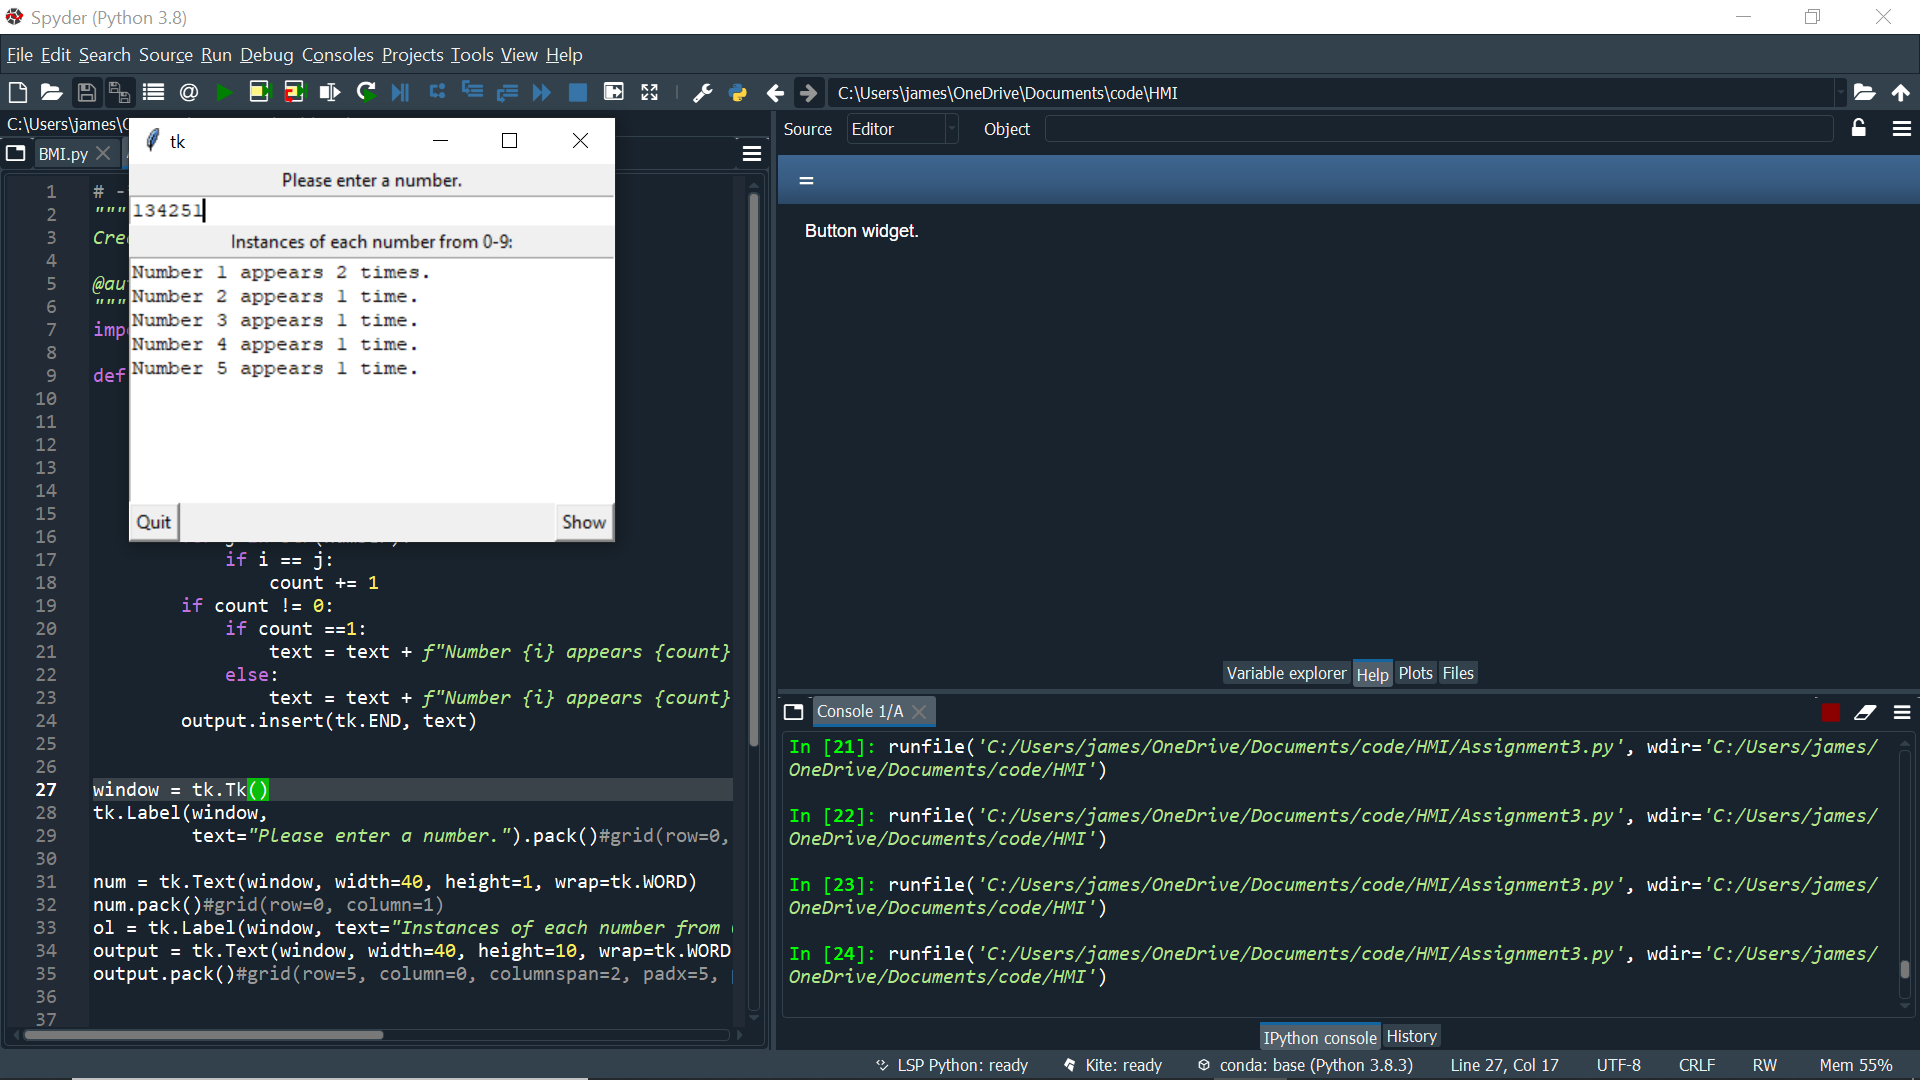 Spyder (Python 3.8)
File Edit Search Source Run Debug Consoles Projects Tools View Help
C:\Users\james\OneDrive\Documents\code\HMI
C:\Users\james\
BMI.py
tk
Please enter a number.
134251
Instances of each number from 0-9:
Number 1 appears 2 times.
Number 2 appears 1 time.
Number 3 appears 1 time.
Number 4 appears 1 time.
Number 5 appears 1 time.
Quit
Show
1 # -
2 """
3 Cre
4
5 @au
6 """
7 imp
8
9 def
10
11
12
13
14
15
16
17 if i == j:
18 count += 1
19 if count != 0:
20 if count ==1:
21 text = text + f"Number {i} appears {count}
22 else:
23 text = text + f"Number {i} appears {count}
24 output.insert(tk.END, text)
25
26
27 window = tk.Tk()
28 tk.Label(window,
29 text="Please enter a number.").pack()#grid(row=0,
30
31 num = tk.Text(window, width=40, height=1, wrap=tk.WORD)
32 num.pack()#grid(row=0, column=1)
33 ol = tk.Label(window, text="Instances of each number from
34 output = tk.Text(window, width=40, height=10, wrap=tk.WORD
35 output.pack()#grid(row=5, column=0, columnspan=2, padx=5,
36
37
Source Editor Object
=
Button widget.
Variable explorer Help Plots Files
Console 1/A
In [21]: runfile('C:/Users/james/OneDrive/Documents/code/HMI/Assignment3.py', wdir='C:/Users/james/
OneDrive/Documents/code/HMI')
In [22]: runfile('C:/Users/james/OneDrive/Documents/code/HMI/Assignment3.py', wdir='C:/Users/james/
OneDrive/Documents/code/HMI')
In [23]: runfile('C:/Users/james/OneDrive/Documents/code/HMI/Assignment3.py', wdir='C:/Users/james/
OneDrive/Documents/code/HMI')
In [24]: runfile('C:/Users/james/OneDrive/Documents/code/HMI/Assignment3.py', wdir='C:/Users/james/
OneDrive/Documents/code/HMI')
IPython console History
LSP Python: ready Kite: ready conda: base (Python 3.8.3) Line 27, Col 17 UTF-8 CRLF RW Mem 55%